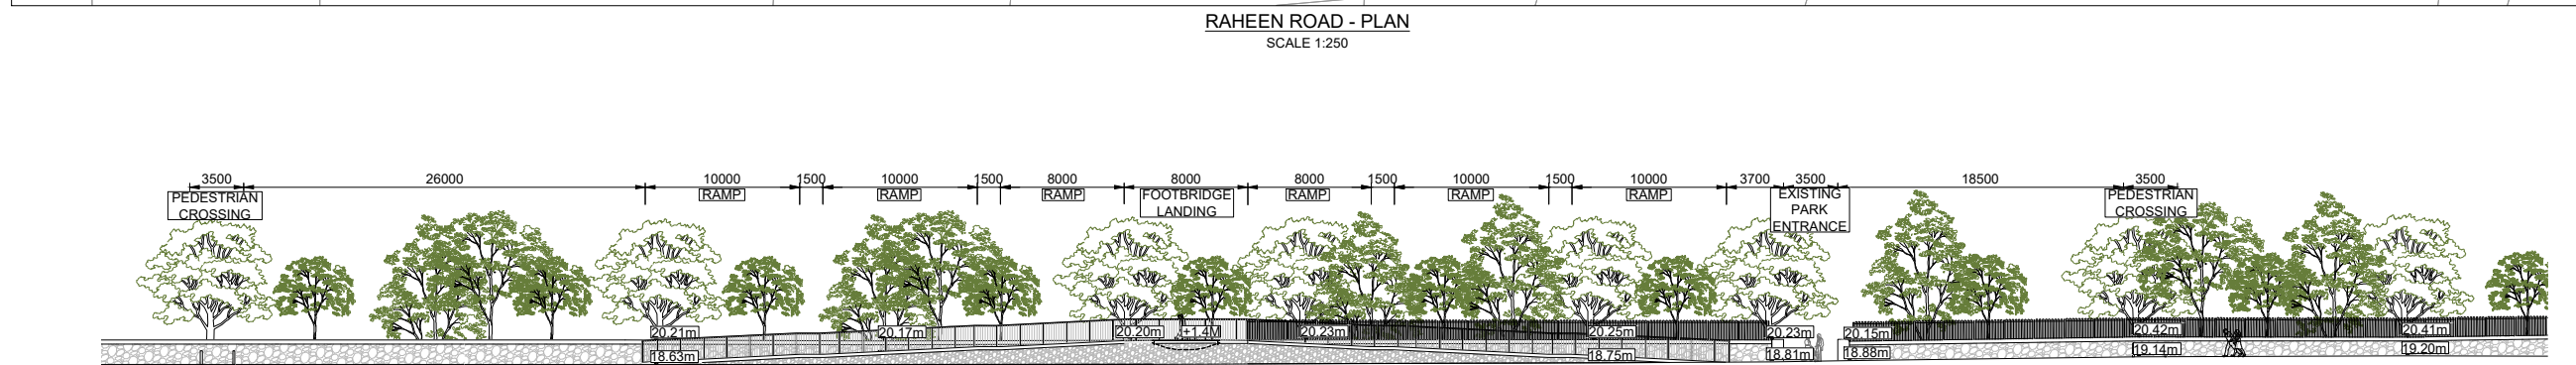 RAHEEN ROAD - PLAN
SCALE 1:250
3500 26000 10000 1500 10000 1500 8000 8000 8000 1500 10000 1500 10000 3700 3500 18500 3500
PEDESTRIAN
CROSSING
RAMP
RAMP
RAMP
FOOTBRIDGE
LANDING
RAMP
RAMP
RAMP
EXISTING
PARK
ENTRANCE
PEDESTRIAN
CROSSING
20.21m 20.17m 20.20m ±1.4M 20.23m 20.25m 20.23m 20.15m 20.42m 20.41m
18.63m 18.75m 18.81m 18.88m 19.14m 19.20m